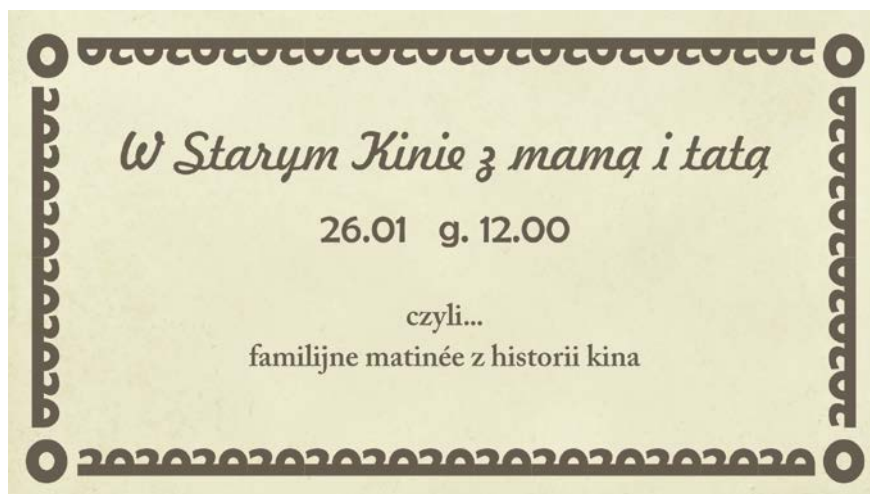 W Starym Kinie z mamą i tatą
26.01 g. 12.00
czyli...
familijne matinée z historii kina